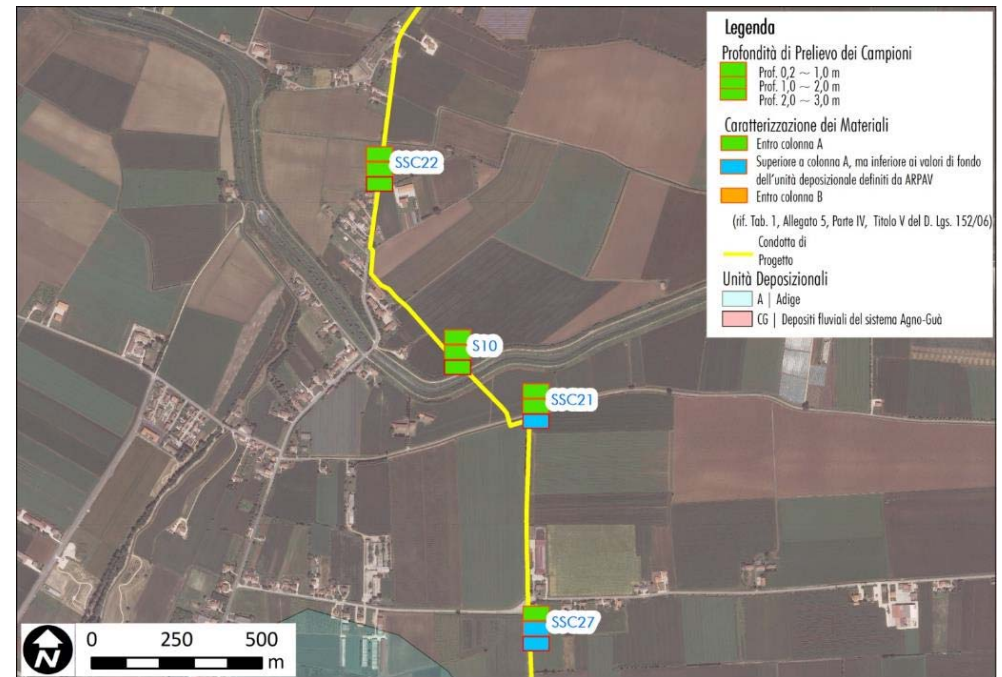 Legenda
Profondità di Prelievo dei Campioni
Prof. 0,2 ~ 1,0 m
Prof. 1,0 ~ 2,0 m
Prof. 2,0 ~ 3,0 m
Caratterizzazione dei Materiali
Entro colonna A
Superiore a colonna A, ma inferiore ai valori di fondo
dell'unità deposizionale definiti da ARPAV
Entro colonna B
(rif. Tab. 1, Allegato 5, Parte IV, Titolo V del D. Lgs. 152/06)
Condotta di
Progetto
Unità Deposizionali
A | Adige
CG | Depositi fluviali del sistema Agno-Guà
SSC22
S10
SSC21
SSC27
N
0 250 500
m